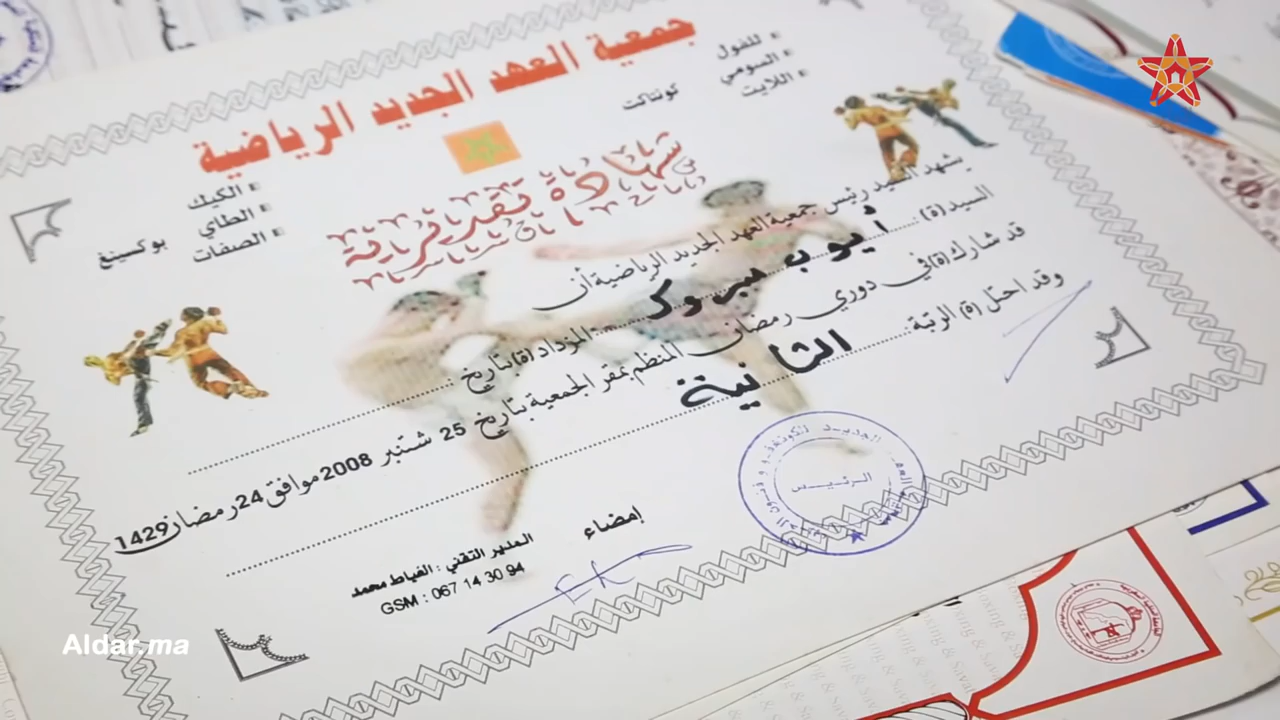 جمعية العهد الجديد الرياضية
للفول
السومي
اللايت
كونتاكت
الكيك
الطاي
الصفات
بوكسينغ
شهادة تقديرية
يشهد السيد رئيس جمعية العهد الجديد الرياضية أن
السيد(ة): أيوب مبروك المزداد(ة) بتاريخ:
قد شارك(ة) في دوري رمضان المنظم بمقر الجمعية بتاريخ 25 شتنبر 2008 موافق 24 رمضان 1429
وقد احتل(ة) الرتبة: الثانية
إمضاء
المدير التقني : الغياط محمد
GSM : 067 14 30 94
الرئيس
Aldar.ma